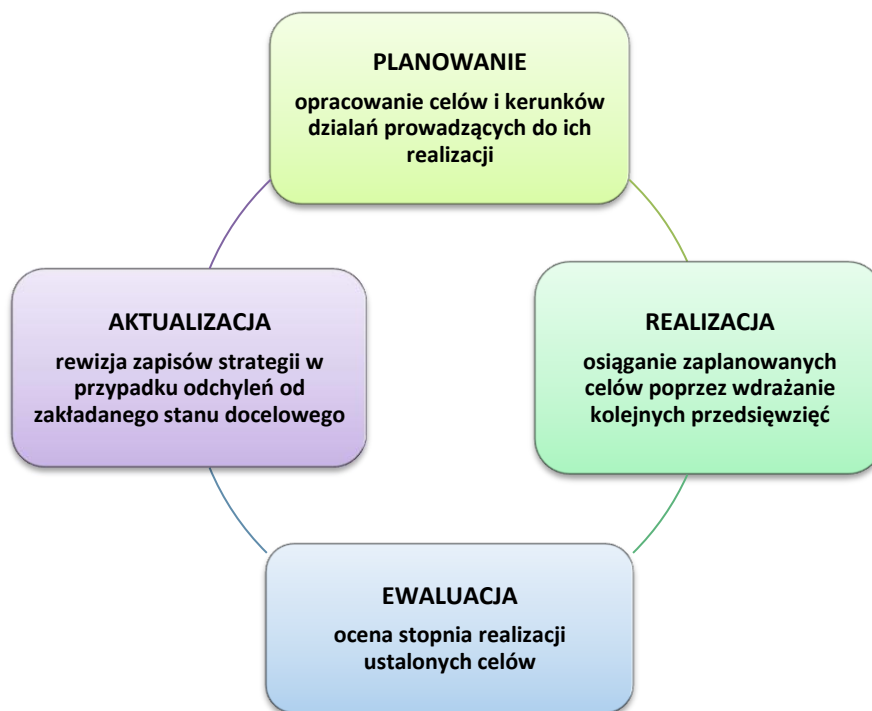 PLANOWANIE
opracowanie celów i kerunków
dzialań prowadzących do ich
realizacji
AKTUALIZACJA
rewizja zapisów strategii w
przypadku odchyleń od
zakładanego stanu docelowego
REALIZACJA
osiąganie zaplanowanych
celów poprzez wdrażanie
kolejnych przedsięwzięć
EWALUACJA
ocena stopnia realizacji
ustalonych celów